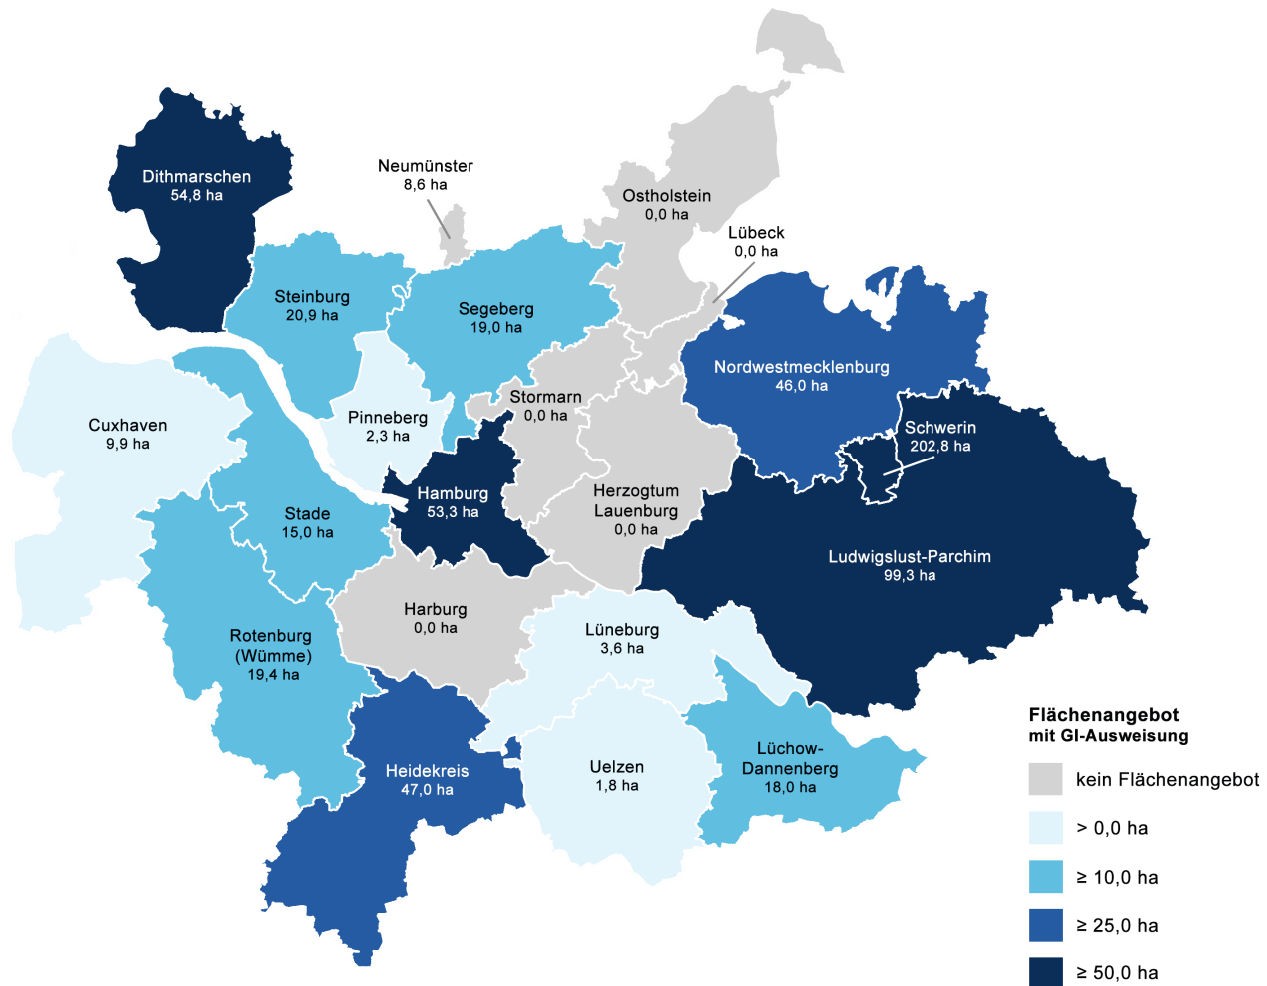 Dithmarschen
54,8 ha
Neumünster
8,6 ha
Ostholstein
0,0 ha
Lübeck
0,0 ha
Steinburg
20,9 ha
Segeberg
19,0 ha
Nordwestmecklenburg
46,0 ha
Cuxhaven
9,9 ha
Pinneberg
2,3 ha
Stormarn
0,0 ha
Schwerin
202,8 ha
Stade
15,0 ha
Hamburg
53,3 ha
Herzogtum
Lauenburg
0,0 ha
Ludwigslust-Parchim
99,3 ha
Harburg
0,0 ha
Lüneburg
3,6 ha
Rotenburg
(Wümme)
19,4 ha
Heidekreis
47,0 ha
Uelzen
1,8 ha
Lüchow-
Dannenberg
18,0 ha
Flächenangebot
mit GI-Ausweisung
kein Flächenangebot
> 0,0 ha
≥ 10,0 ha
≥ 25,0 ha
≥ 50,0 ha